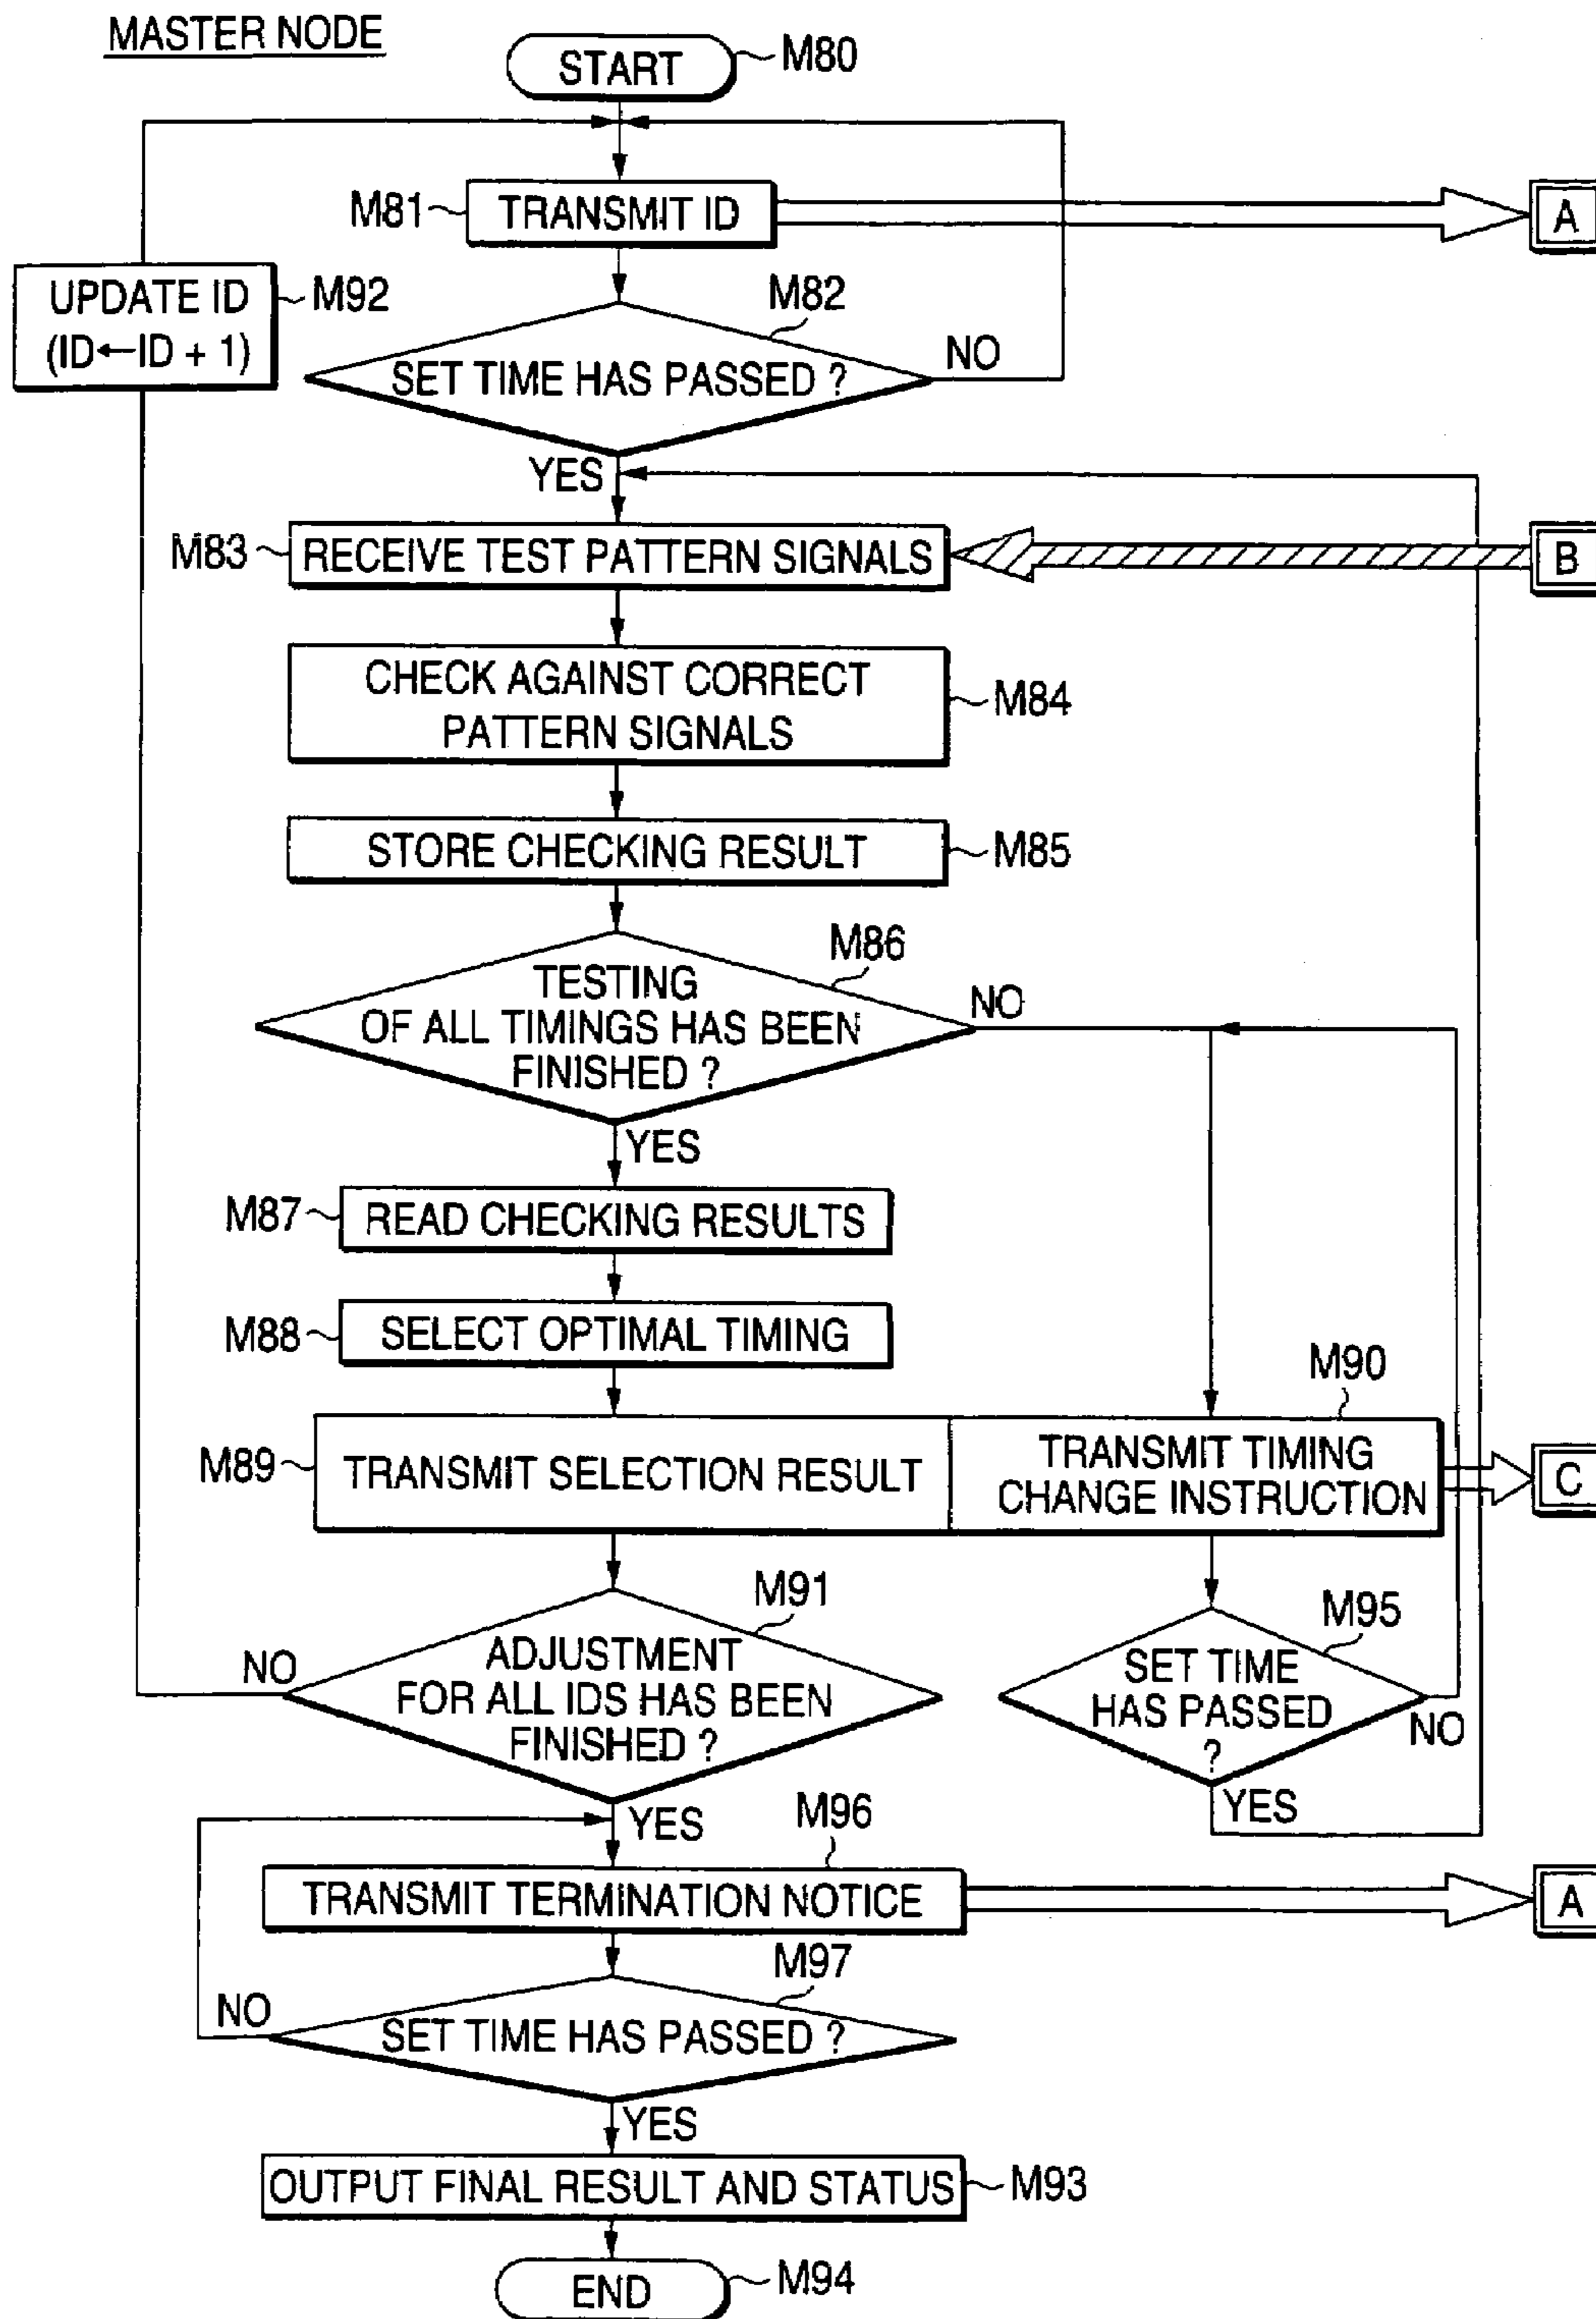 MASTER NODE
START
M80
M81
TRANSMIT ID
A
UPDATE ID
(ID←ID + 1)
M92
M82
SET TIME HAS PASSED ?
NO
YES
M83
RECEIVE TEST PATTERN SIGNALS
B
CHECK AGAINST CORRECT
PATTERN SIGNALS
M84
STORE CHECKING RESULT
M85
M86
TESTING
OF ALL TIMINGS HAS BEEN
FINISHED ?
NO
YES
M87
READ CHECKING RESULTS
M88
SELECT OPTIMAL TIMING
M90
M89
TRANSMIT SELECTION RESULT
TRANSMIT TIMING
CHANGE INSTRUCTION
C
M91
ADJUSTMENT
FOR ALL IDS HAS BEEN
FINISHED ?
NO
YES
M95
SET TIME
HAS PASSED
?
NO
YES
M96
TRANSMIT TERMINATION NOTICE
A
M97
SET TIME HAS PASSED ?
NO
YES
OUTPUT FINAL RESULT AND STATUS
M93
END
M94